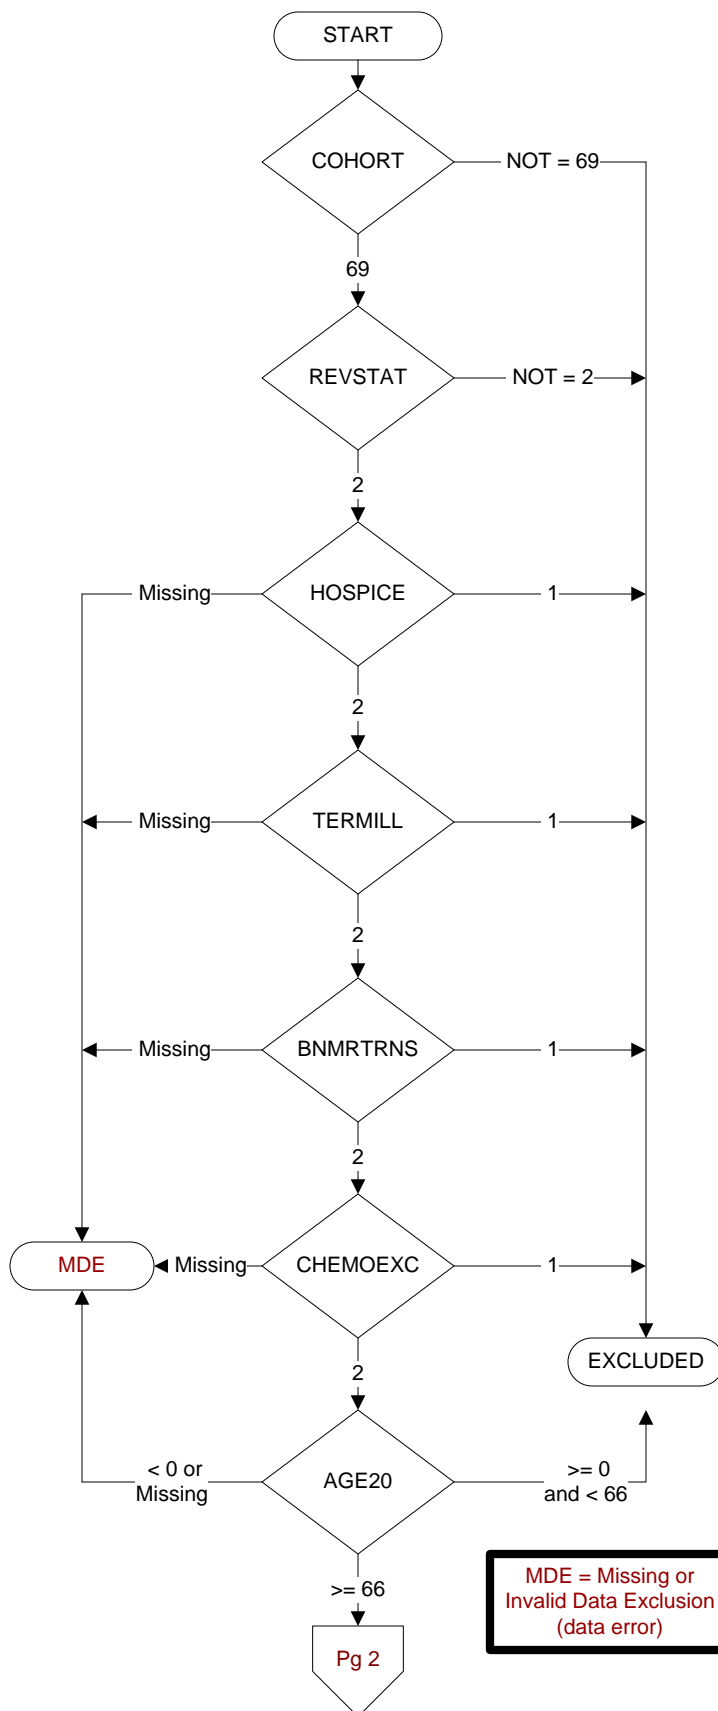 START
COHORT
NOT = 69
69
REVSTAT
NOT = 2
2
Missing
HOSPICE
1
2
Missing
TERMILL
1
2
Missing
BNMRTRNS
1
2
MDE
Missing
CHEMOEXC
1
EXCLUDED
2
< 0 or
Missing
AGE20
>= 0
and < 66
>= 66
MDE = Missing or
Invalid Data Exclusion
(data error)
Pg 2